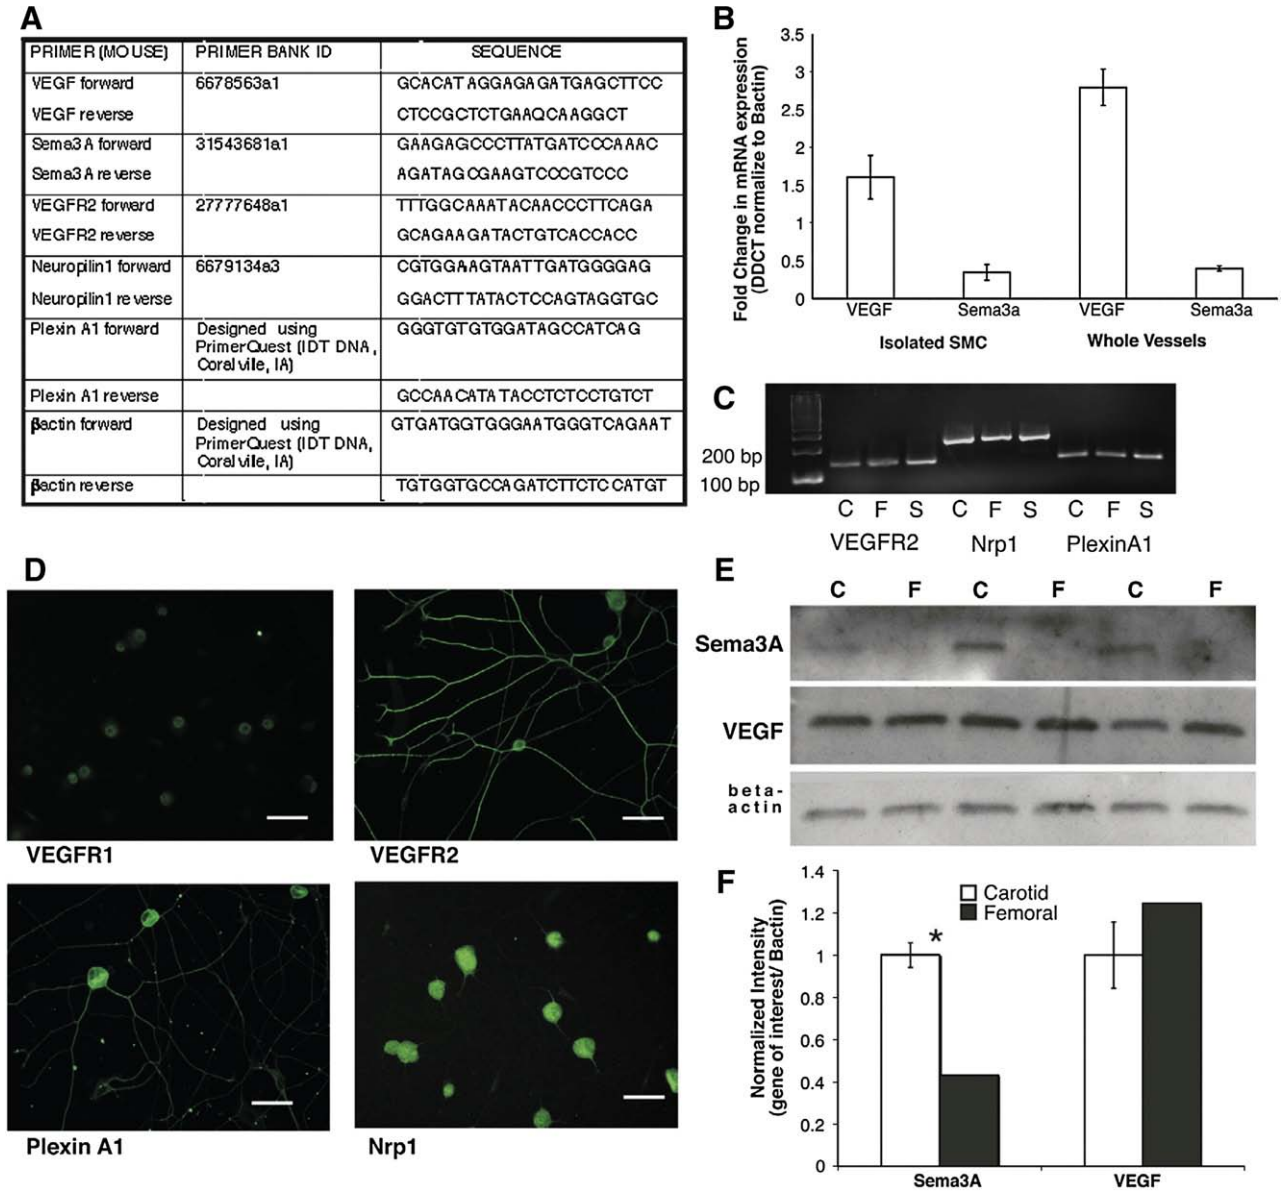 A
PRIMER (MOUSE) PRIMER BANK ID SEQUENCE
VEGF forward 6678563a1 GCACATAGGAGAGATGAGCTTCC
VEGF reverse CTCCGCTCTGAAQCAAGGCT
Sema3A forward 31543681a1 GAAGAGCCCTTATGATCCCAAAC
Sema3A reverse AGATAGCGAAGTCCCGTCCC
VEGFR2 forward 27777648a1 TTTGGCAAATACAACCCTTCAGA
VEGFR2 reverse GCAGAAGATACTGTCACCACC
Neuropilin1 forward 6679134a3 CGTGGAAGTAATTGATGGGGAG
Neuropilin1 reverse GGACTTTATACTCCAGTAGGTGC
Plexin A1 forward Designed using GGGTGTGTGGATAGCCATCAG
PrimerQuest (IDT DNA,
Coralville, IA)
Plexin A1 reverse GCCAACATATACCTCTCCTGTCT
βactin forward Designed using GTGATGGTGGGAATGGGTCAGAAT
PrimerQuest (IDT DNA,
Coralville, IA)
βactin reverse TGTGGTGCCAGATCTTCTCCATGT
B
Fold Change in mRNA expression
(DDCT normalize to Bactin)
3.5
3
2.5
2
1.5
1
0.5
0
VEGF Sema3a VEGF Sema3a
Isolated SMC Whole Vessels
C
200 bp
100 bp
C F S C F S C F S
VEGFR2 Nrp1 PlexinA1
D
VEGFR1 VEGFR2
Plexin A1 Nrp1
E
C F C F C F
Sema3A
VEGF
beta-
actin
F
Normalized Intensity
(gene of interest/ Bactin)
1.4
1.2
1
0.8
0.6
0.4
0.2
0
Carotid
Femoral
*
Sema3A VEGF